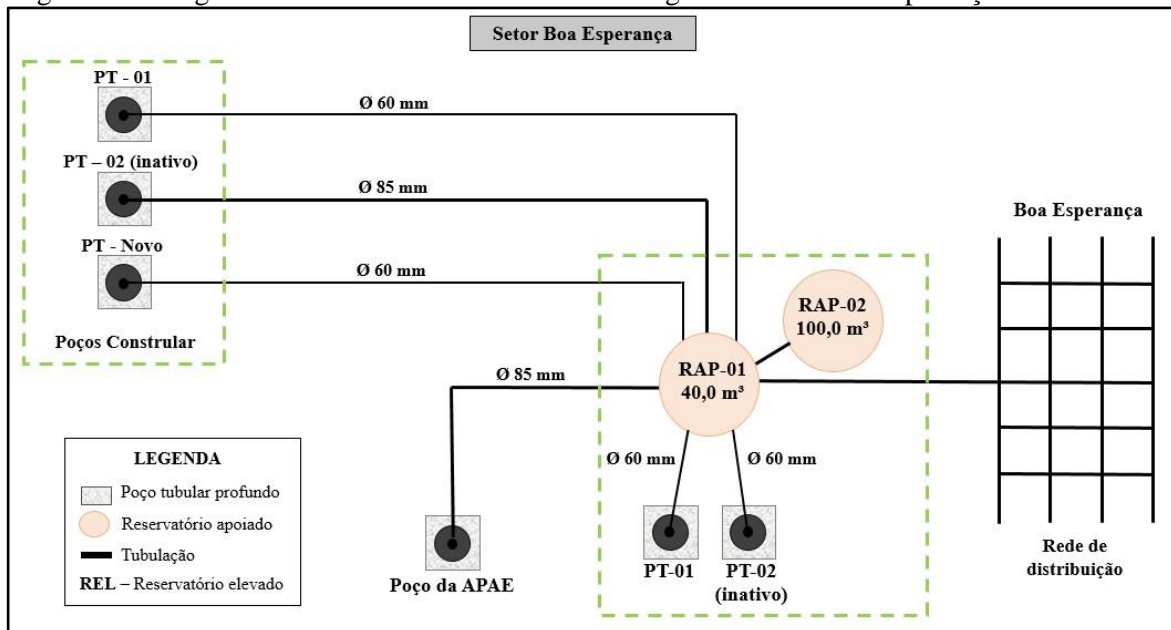 Setor Boa Esperança
PT - 01
Ø 60 mm
PT – 02 (inativo)
Ø 85 mm
PT - Novo
Ø 60 mm
Poços Constrular
Boa Esperança
RAP-02
100,0 m³
RAP-01
40,0 m³
Ø 85 mm
Ø 60 mm
Ø 60 mm
LEGENDA
Poço tubular profundo
Reservatório apoiado
Tubulação
REL – Reservatório elevado
Poço da APAE
PT-01
PT-02
(inativo)
Rede de
distribuição